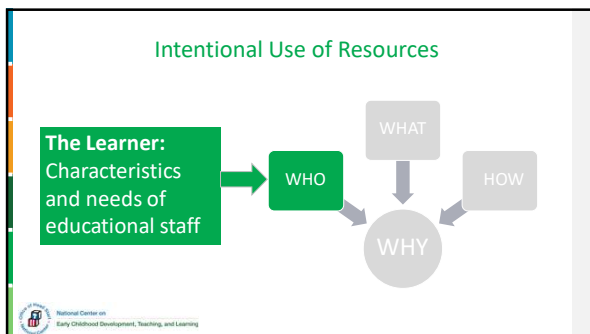 Intentional Use of Resources
The Learner:
Characteristics
and needs of
educational staff
WHO
WHAT
HOW
WHY
National Center on
Early Childhood Development, Teaching, and Learning